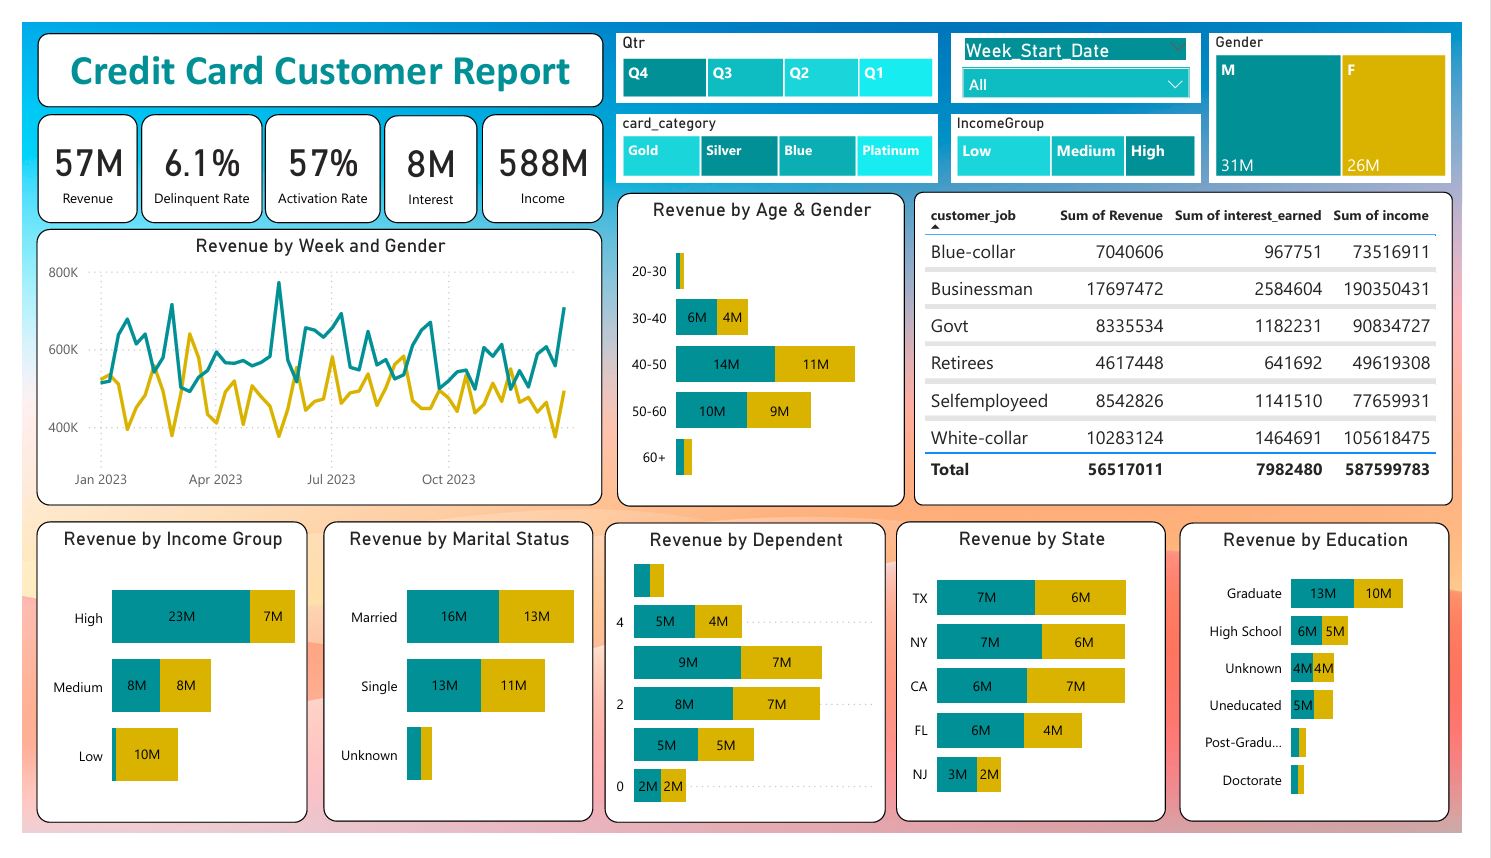 Credit Card Customer Report
Qtr
Q4 Q3 Q2 Q1
Week_Start_Date
All
Gender
M F
31M 26M
card_category
Gold Silver Blue Platinum
IncomeGroup
Low Medium High
57M
Revenue
6.1%
Delinquent Rate
57%
Activation Rate
8M
Interest
588M
Income
Revenue by Week and Gender
800K
600K
400K
Jan 2023 Apr 2023 Jul 2023 Oct 2023
Revenue by Age & Gender
20-30
30-40 6M 4M
40-50 14M 11M
50-60 10M 9M
60+
customer_job Sum of Revenue Sum of interest_earned Sum of income
Blue-collar 7040606 967751 73516911
Businessman 17697472 2584604 190350431
Govt 8335534 1182231 90834727
Retirees 4617448 641692 49619308
Selfemployeed 8542826 1141510 77659931
White-collar 10283124 1464691 105618475
Total 56517011 7982480 587599783
Revenue by Income Group
High 23M 7M
Medium 8M 8M
Low 10M
Revenue by Marital Status
Married 16M 13M
Single 13M 11M
Unknown
Revenue by Dependent
4 5M 4M
9M 7M
2 8M 7M
5M 5M
0 2M 2M
Revenue by State
TX 7M 6M
NY 7M 6M
CA 6M 7M
FL 6M 4M
NJ 3M 2M
Revenue by Education
Graduate 13M 10M
High School 6M 5M
Unknown 4M 4M
Uneducated 5M
Post-Gradu...
Doctorate